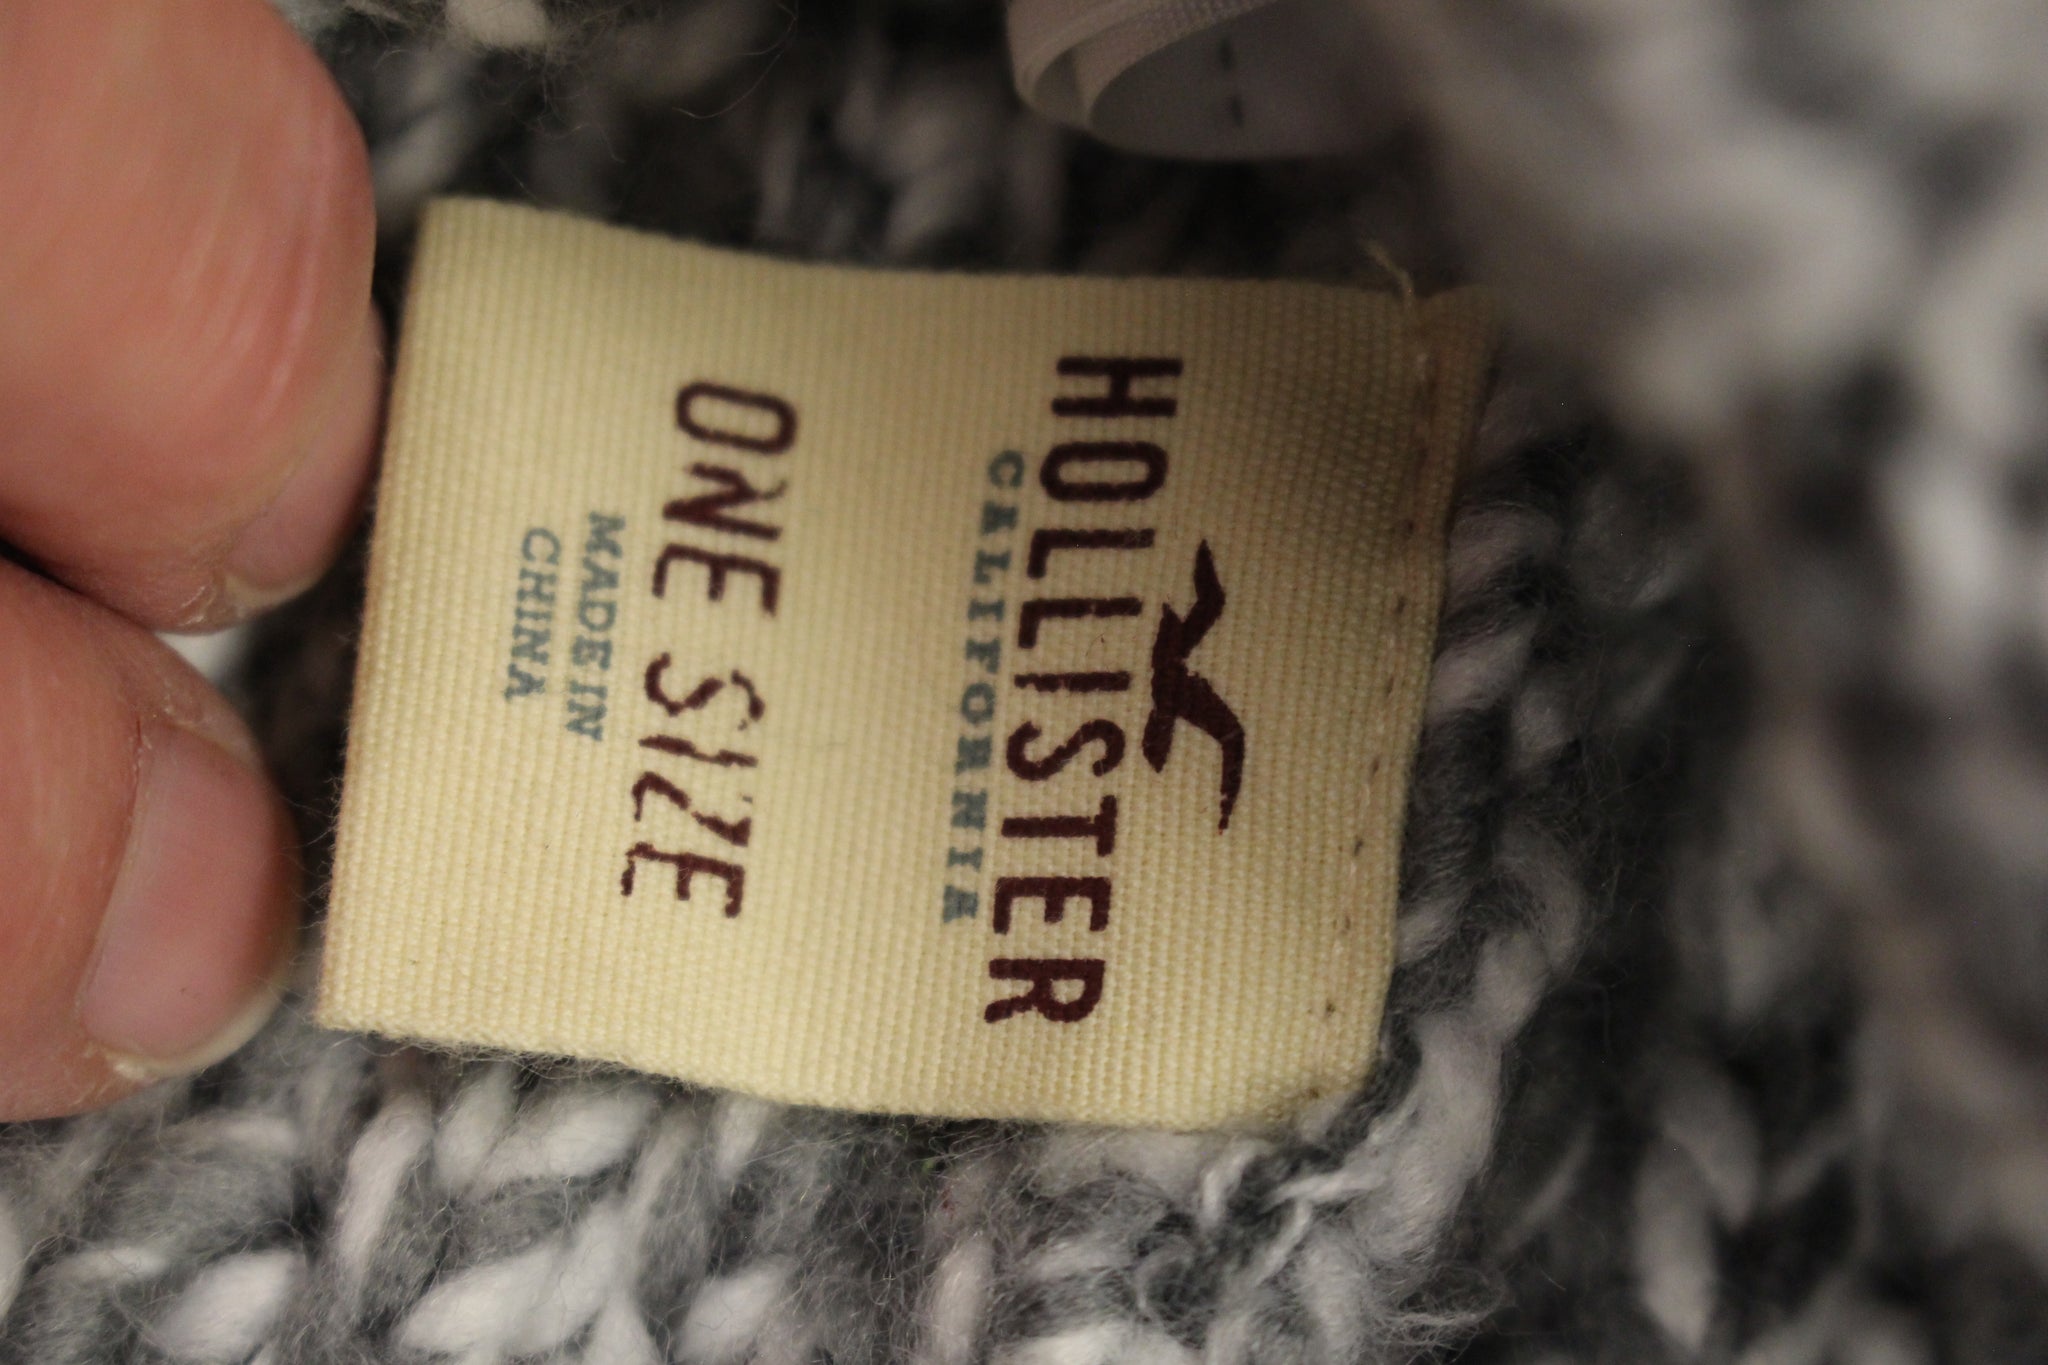 HOLLISTER
CALIFORNIA
ONE SIZE
MADE IN
CHINA